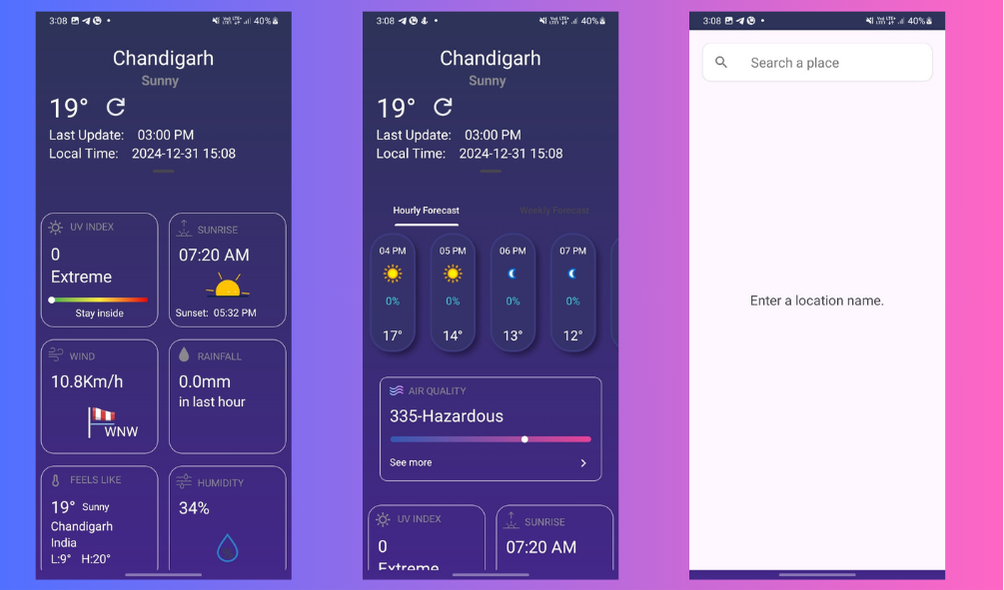 3:08
40%
Chandigarh
Sunny
19°
Last Update: 03:00 PM
Local Time: 2024-12-31 15:08
UV INDEX
0
Extreme
Stay inside
SUNRISE
07:20 AM
Sunset: 05:32 PM
WIND
10.8Km/h
WNW
RAINFALL
0.0mm
in last hour
FEELS LIKE
19° Sunny
Chandigarh
India
L:9° H:20°
HUMIDITY
34%
3:08
40%
Chandigarh
Sunny
19°
Last Update: 03:00 PM
Local Time: 2024-12-31 15:08
Hourly Forecast
Weekly Forecast
04 PM
0%
17°
05 PM
0%
14°
06 PM
0%
13°
07 PM
0%
12°
AIR QUALITY
335-Hazardous
See more
UV INDEX
0
Extreme
SUNRISE
07:20 AM
3:08
40%
Search a place
Enter a location name.